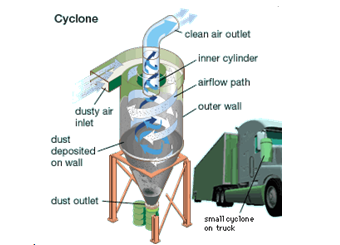 Cyclone
clean air outlet
inner cylinder
airflow path
outer wall
dusty air
inlet
dust
deposited
on wall
dust outlet
small cyclone
on truck